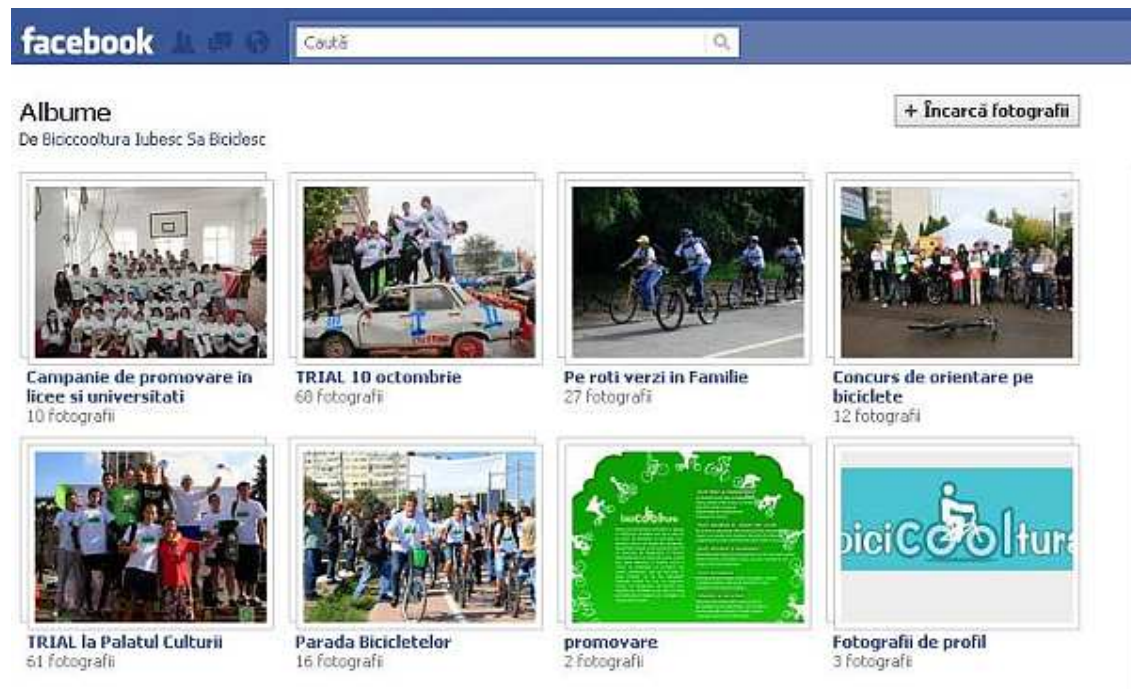 facebook
Caută
Albume
+ Încarcă fotografii
De Biciccooltura Iubesc Sa Biciclesc
Campanie de promovare in
licee si universitati
10 fotografii
TRIAL 10 octombrie
68 fotografii
Pe roti verzi in Familie
27 fotografii
Concurs de orientare pe
biciclete
12 fotografii
TRIAL la Palatul Culturii
61 fotografii
Parada Bicicletelor
16 fotografii
bicicooltura
promovare
2 fotografii
biciCOOltura
Fotografii de profil
3 fotografii